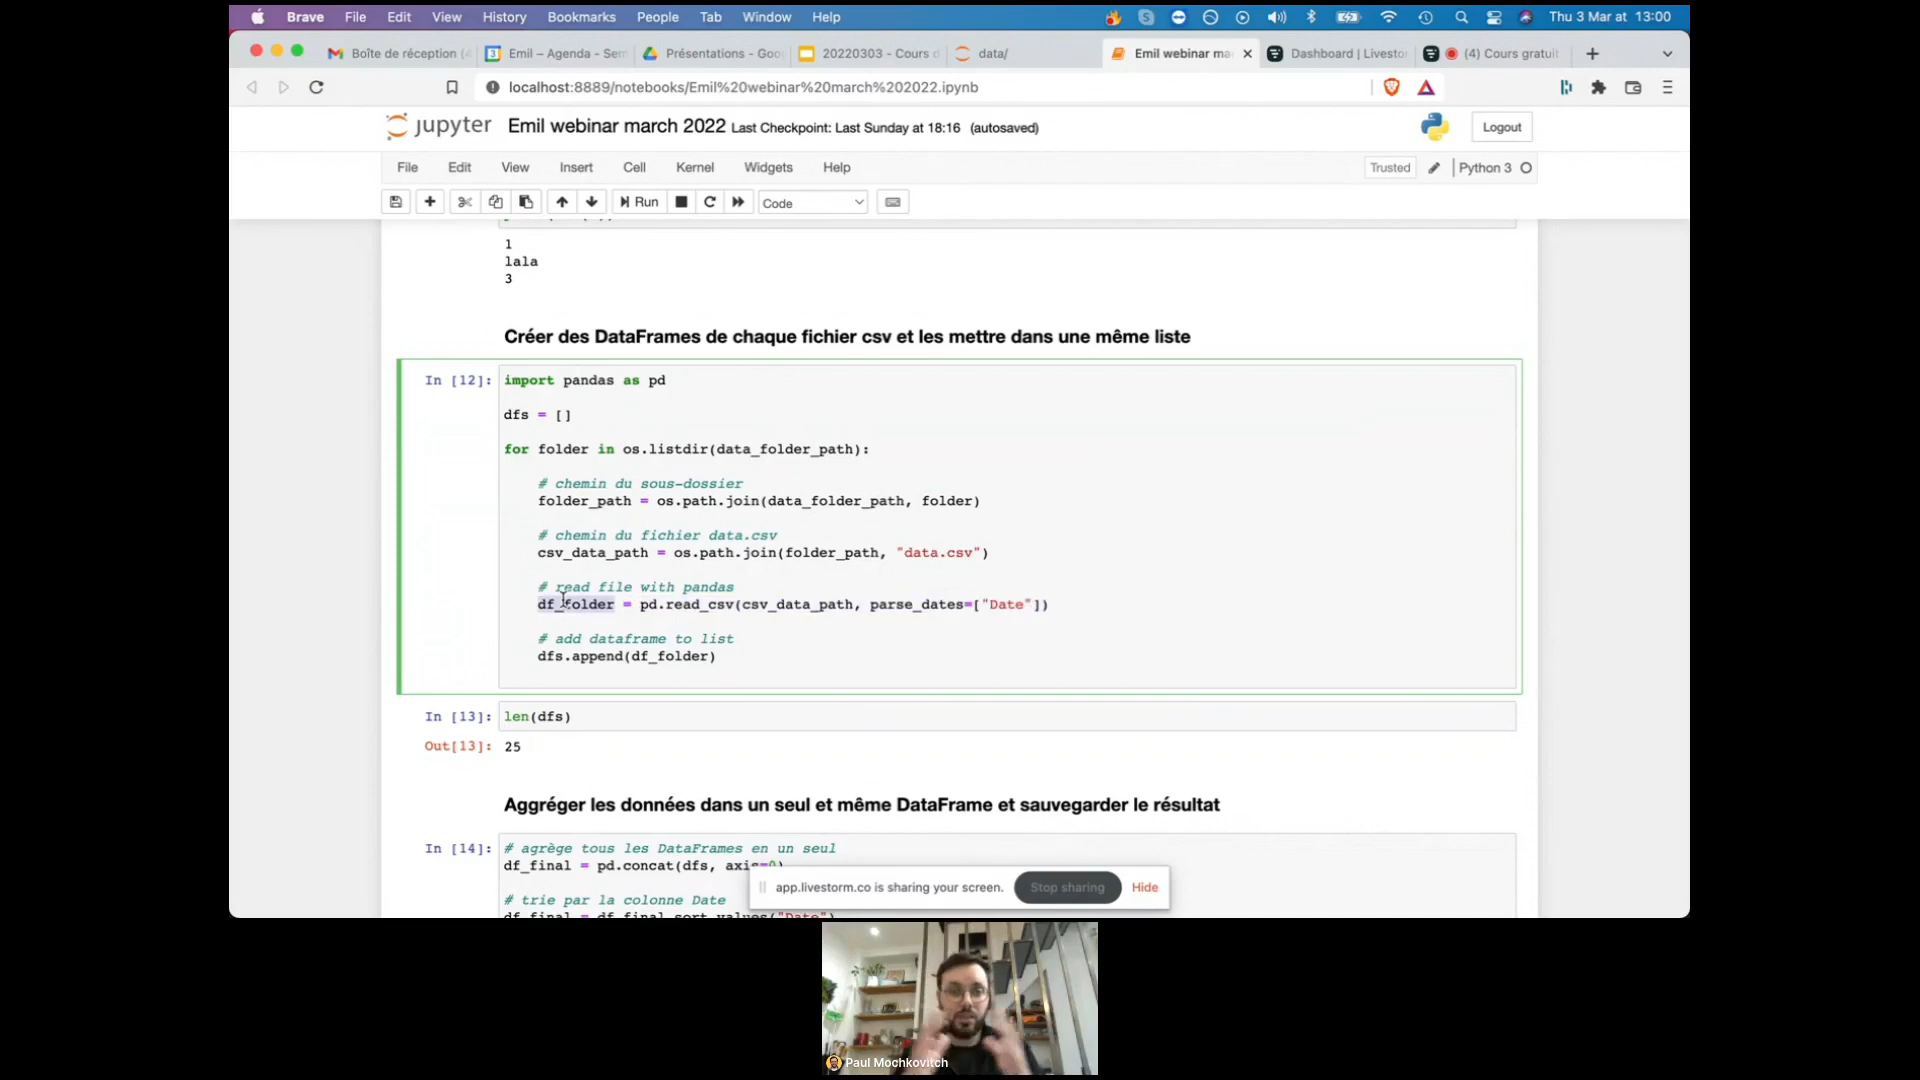 Brave File Edit View History Bookmarks People Tab Window Help Thu 3 Mar at 13:00
Boîte de réception (4 Emil – Agenda - Sem Présentations - Goo 20220303 - Cours d data/ Emil webinar ma Dashboard | Livestor (4) Cours gratuit
localhost:8889/notebooks/Emil%20webinar%20march%202022.ipynb
jupyter Emil webinar march 2022 Last Checkpoint: Last Sunday at 18:16 (autosaved) Logout
File Edit View Insert Cell Kernel Widgets Help Trusted Python 3
Run Code
1
lala
3
Créer des DataFrames de chaque fichier csv et les mettre dans une même liste
In [12]: import pandas as pd
dfs = []
for folder in os.listdir(data_folder_path):
# chemin du sous-dossier
folder_path = os.path.join(data_folder_path, folder)
# chemin du fichier data.csv
csv_data_path = os.path.join(folder_path, "data.csv")
# read file with pandas
df_folder = pd.read_csv(csv_data_path, parse_dates=["Date"])
# add dataframe to list
dfs.append(df_folder)
In [13]: len(dfs)
Out[13]: 25
Aggréger les données dans un seul et même DataFrame et sauvegarder le résultat
In [14]: # agrège tous les DataFrames en un seul
df_final = pd.concat(dfs, axis=0)
# trie par la colonne Date
df_final = df_final.sort_values("Date")
app.livestorm.co is sharing your screen. Stop sharing Hide
Paul Mochkovitch